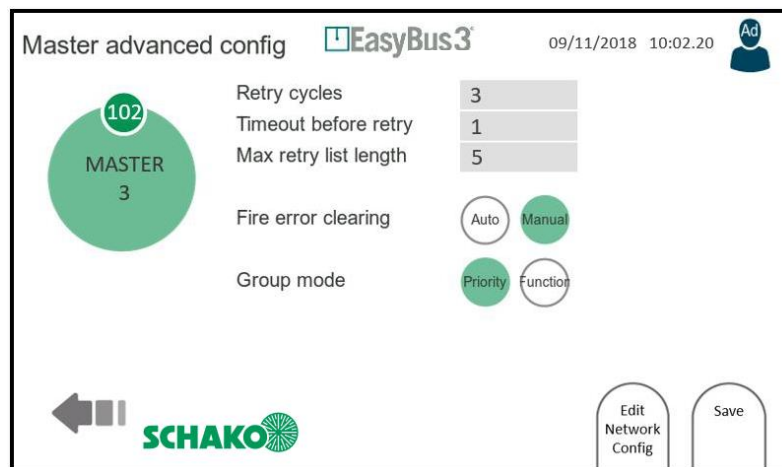 Master advanced config
EasyBus3
09/11/2018 10:02.20
Ad
102
MASTER
3
Retry cycles 3
Timeout before retry 1
Max retry list length 5
Fire error clearing Auto Manual
Group mode Priority Function
SCHAKO
Edit
Network
Config
Save